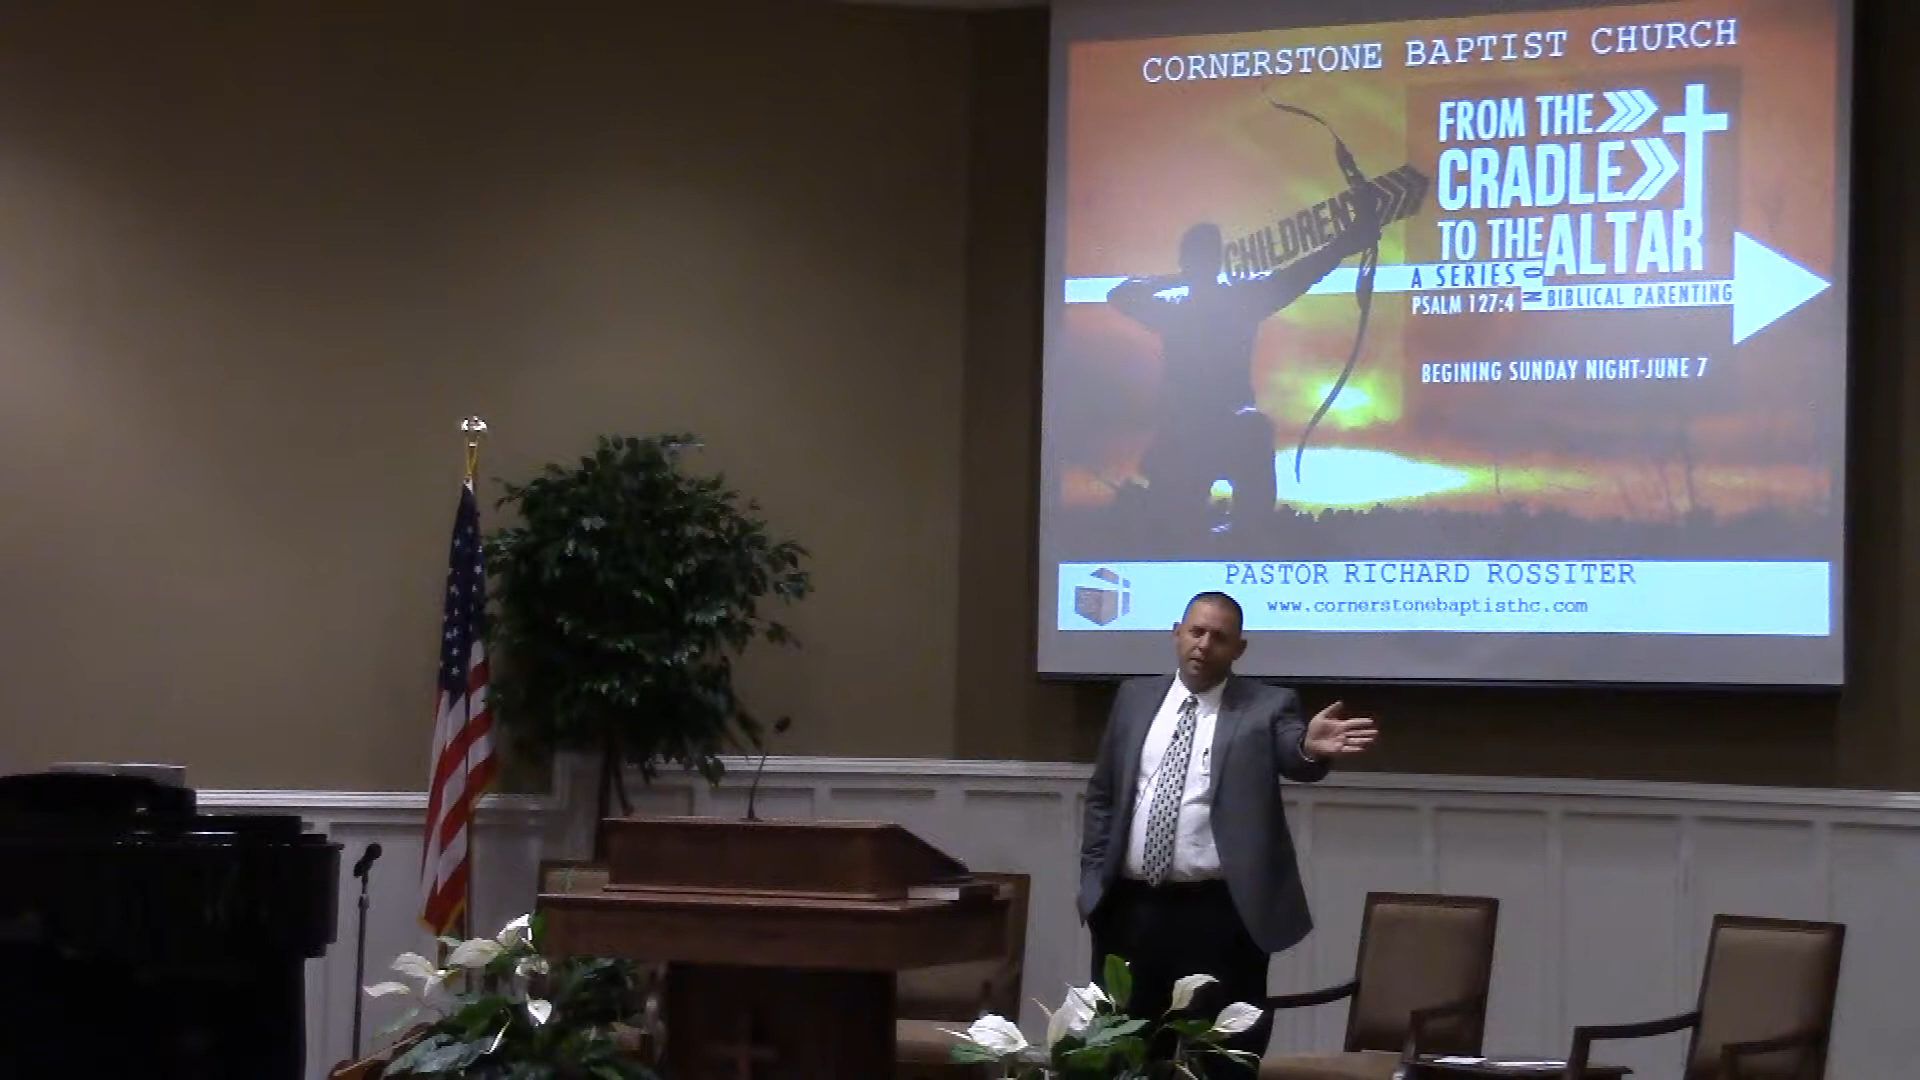 CORNERSTONE BAPTIST CHURCH
FROM THE
CRADLE
TO THE ALTAR
CHILDREN
A SERIES ON BIBLICAL PARENTING
PSALM 127:4
BEGINING SUNDAY NIGHT-JUNE 7
PASTOR RICHARD ROSSITER
www.cornerstonebaptisthc.com